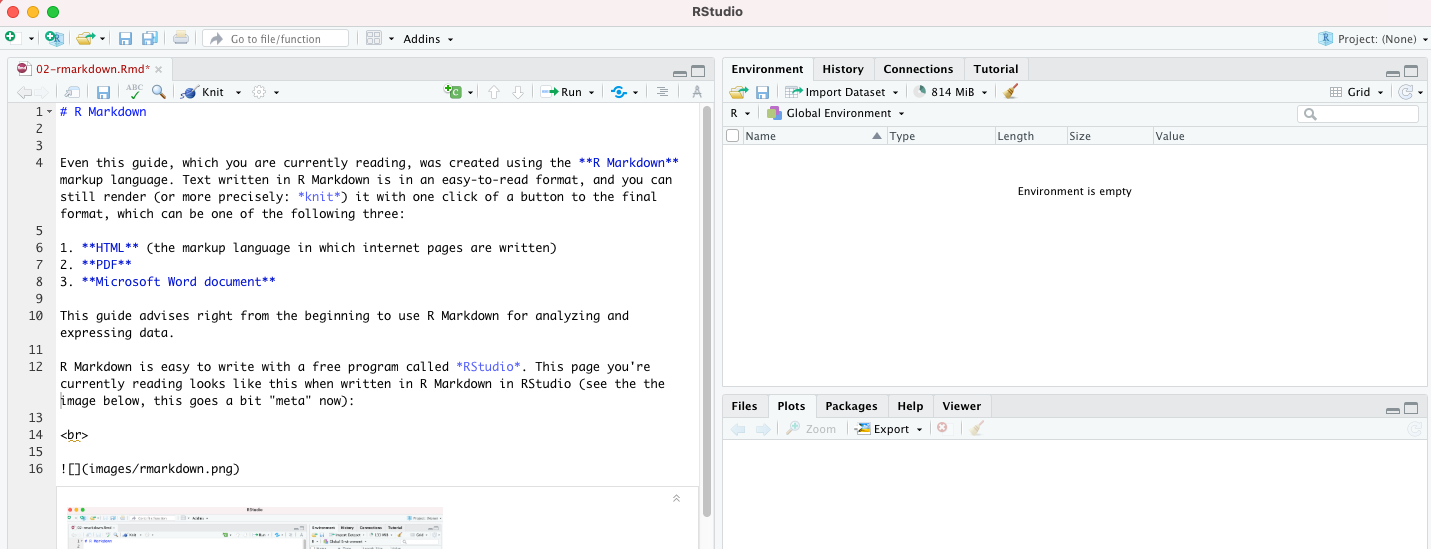 RStudio
Go to file/function
Addins
Project: (None)
02-rmarkdown.Rmd*
ABC
Knit
Run
1 # R Markdown
2
3
4 Even this guide, which you are currently reading, was created using the **R Markdown**
markup language. Text written in R Markdown is in an easy-to-read format, and you can
still render (or more precisely: *knit*) it with one click of a button to the final
format, which can be one of the following three:
5
6 1. **HTML** (the markup language in which internet pages are written)
7 2. **PDF**
8 3. **Microsoft Word document**
9
10 This guide advises right from the beginning to use R Markdown for analyzing and
expressing data.
11
12 R Markdown is easy to write with a free program called *RStudio*. This page you're
currently reading looks like this when written in R Markdown in RStudio (see the the
image below, this goes a bit "meta" now):
13
14 <br>
15
16 ![](images/rmarkdown.png)
RStudio
Environment History Connections Tutorial
Import Dataset 814 MiB Grid
R Global Environment
Name Type Length Size Value
Environment is empty
Files Plots Packages Help Viewer
Zoom Export